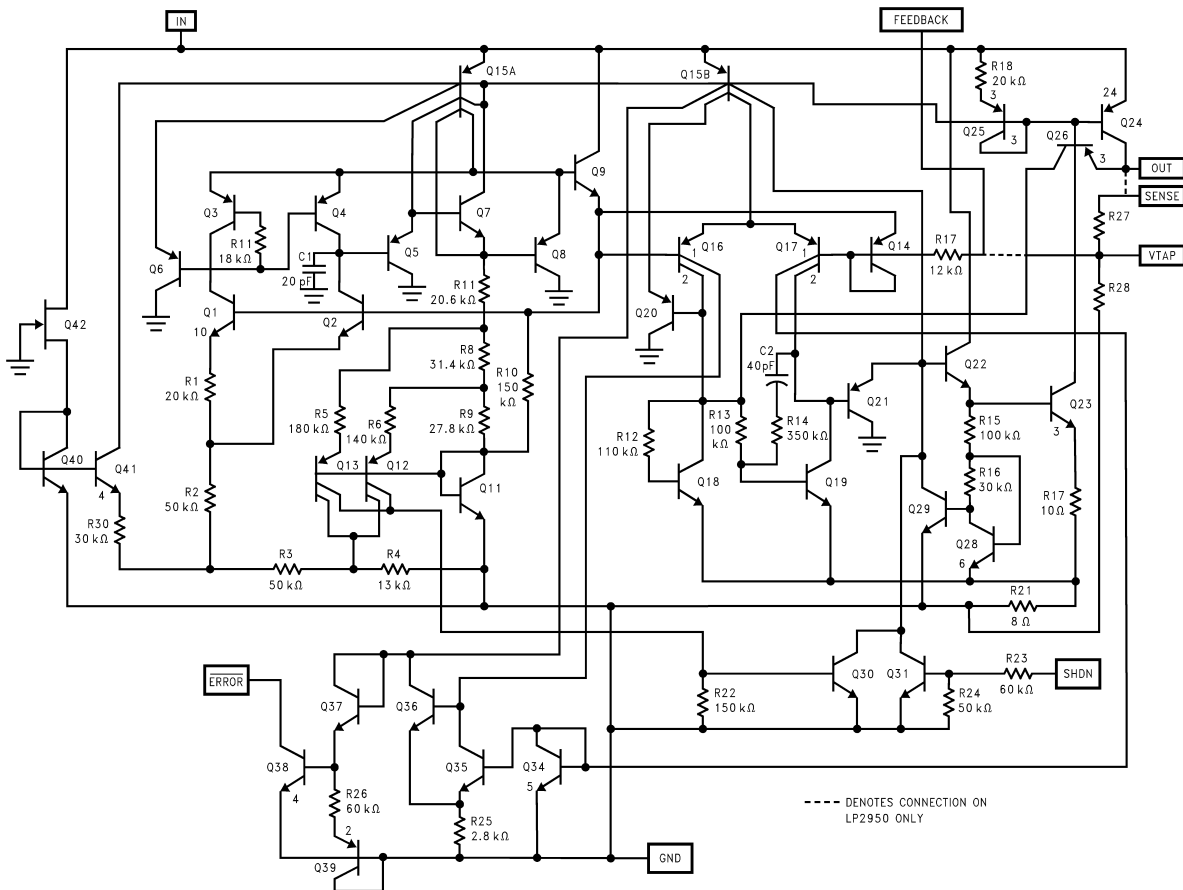 IN
FEEDBACK
Q15A
Q15B
R18
20 kΩ
3
Q25
3
24
Q24
Q26
3
OUT
SENSE
R27
VTAP
R28
Q3
R11
18 kΩ
Q4
C1
20 pF
Q5
Q7
Q9
Q8
Q6
Q16
1
2
Q17
1
2
Q14
R17
12 kΩ
Q42
Q1
10
Q2
R11
20.6 kΩ
Q20
R1
20 kΩ
R8
31.4 kΩ
R10
150
kΩ
C2
40pF
Q22
Q21
Q23
3
R5
180 kΩ
R6
140 kΩ
R9
27.8 kΩ
R12
110 kΩ
R13
100
kΩ
R14
350 kΩ
R15
100 kΩ
Q40
Q41
4
R2
50 kΩ
Q13
Q12
Q11
Q18
Q19
R16
30 kΩ
Q29
Q28
6
R17
10Ω
R30
30 kΩ
R3
50 kΩ
R4
13 kΩ
R21
8 Ω
ERROR
Q37
Q36
R22
150 kΩ
Q30
Q31
R24
50 kΩ
R23
60 kΩ
SHDN
Q38
4
R26
60 kΩ
Q35
Q34
5
R25
2.8 kΩ
2
Q39
GND
DENOTES CONNECTION ON
LP2950 ONLY